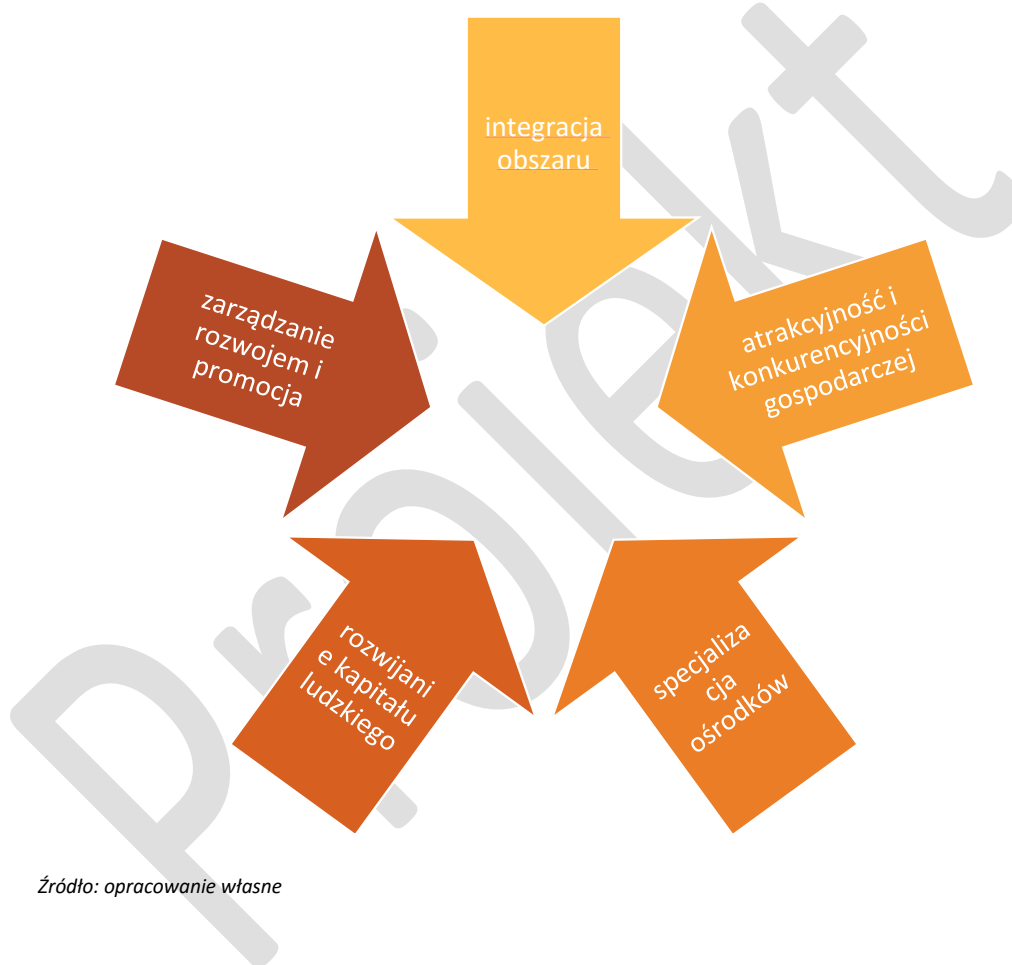 integracja
obszaru
atrakcyjność i
konkurencyjności
gospodarczej
specjaliza
cja
ośrodków
rozwijani
e kapitału
ludzkiego
zarządzanie
rozwojem i
promocja
Projekt
Źródło: opracowanie własne